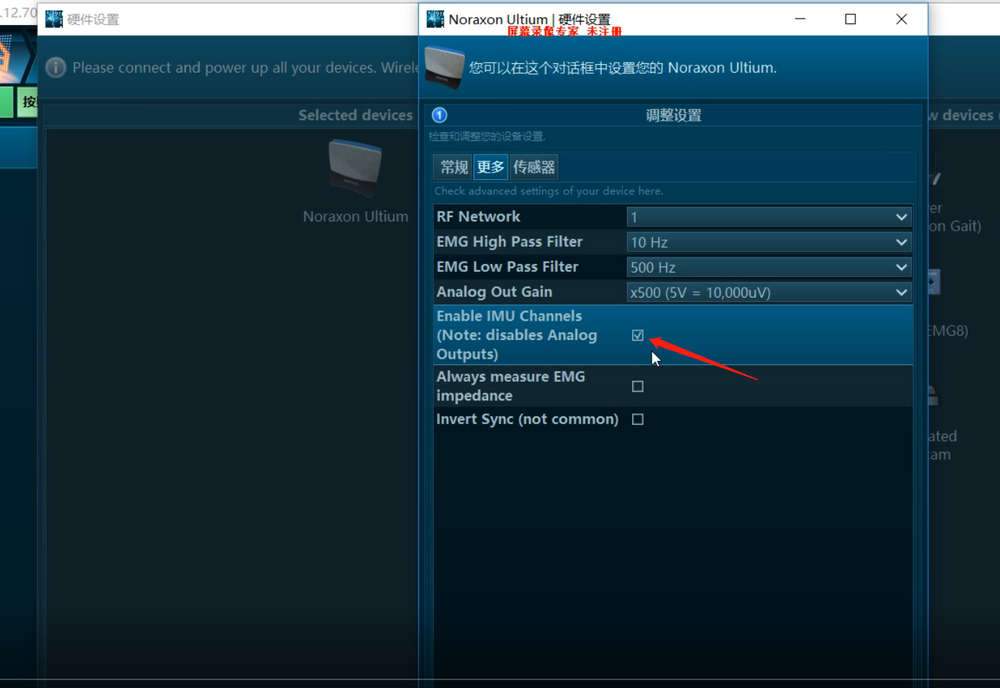 .12.70
硬件设置
Noraxon Ultium | 硬件设置
屏幕录像专家 未注册
Please connect and power up all your devices.
您可以在这个对话框中设置您的 Noraxon Ultium.
按
Selected devices
1
调整设置
devices
检查和调整您的设备设置.
常规 更多 传感器
Check advanced settings of your device here.
Noraxon Ultium
RF Network 1
EMG High Pass Filter 10 Hz
EMG Low Pass Filter 500 Hz
Analog Out Gain x500 (5V = 10,000uV)
Enable IMU Channels
(Note: disables Analog
Outputs)
Always measure EMG
impedance
Invert Sync (not common)
er
on Gait)
EMG8)
ated
am